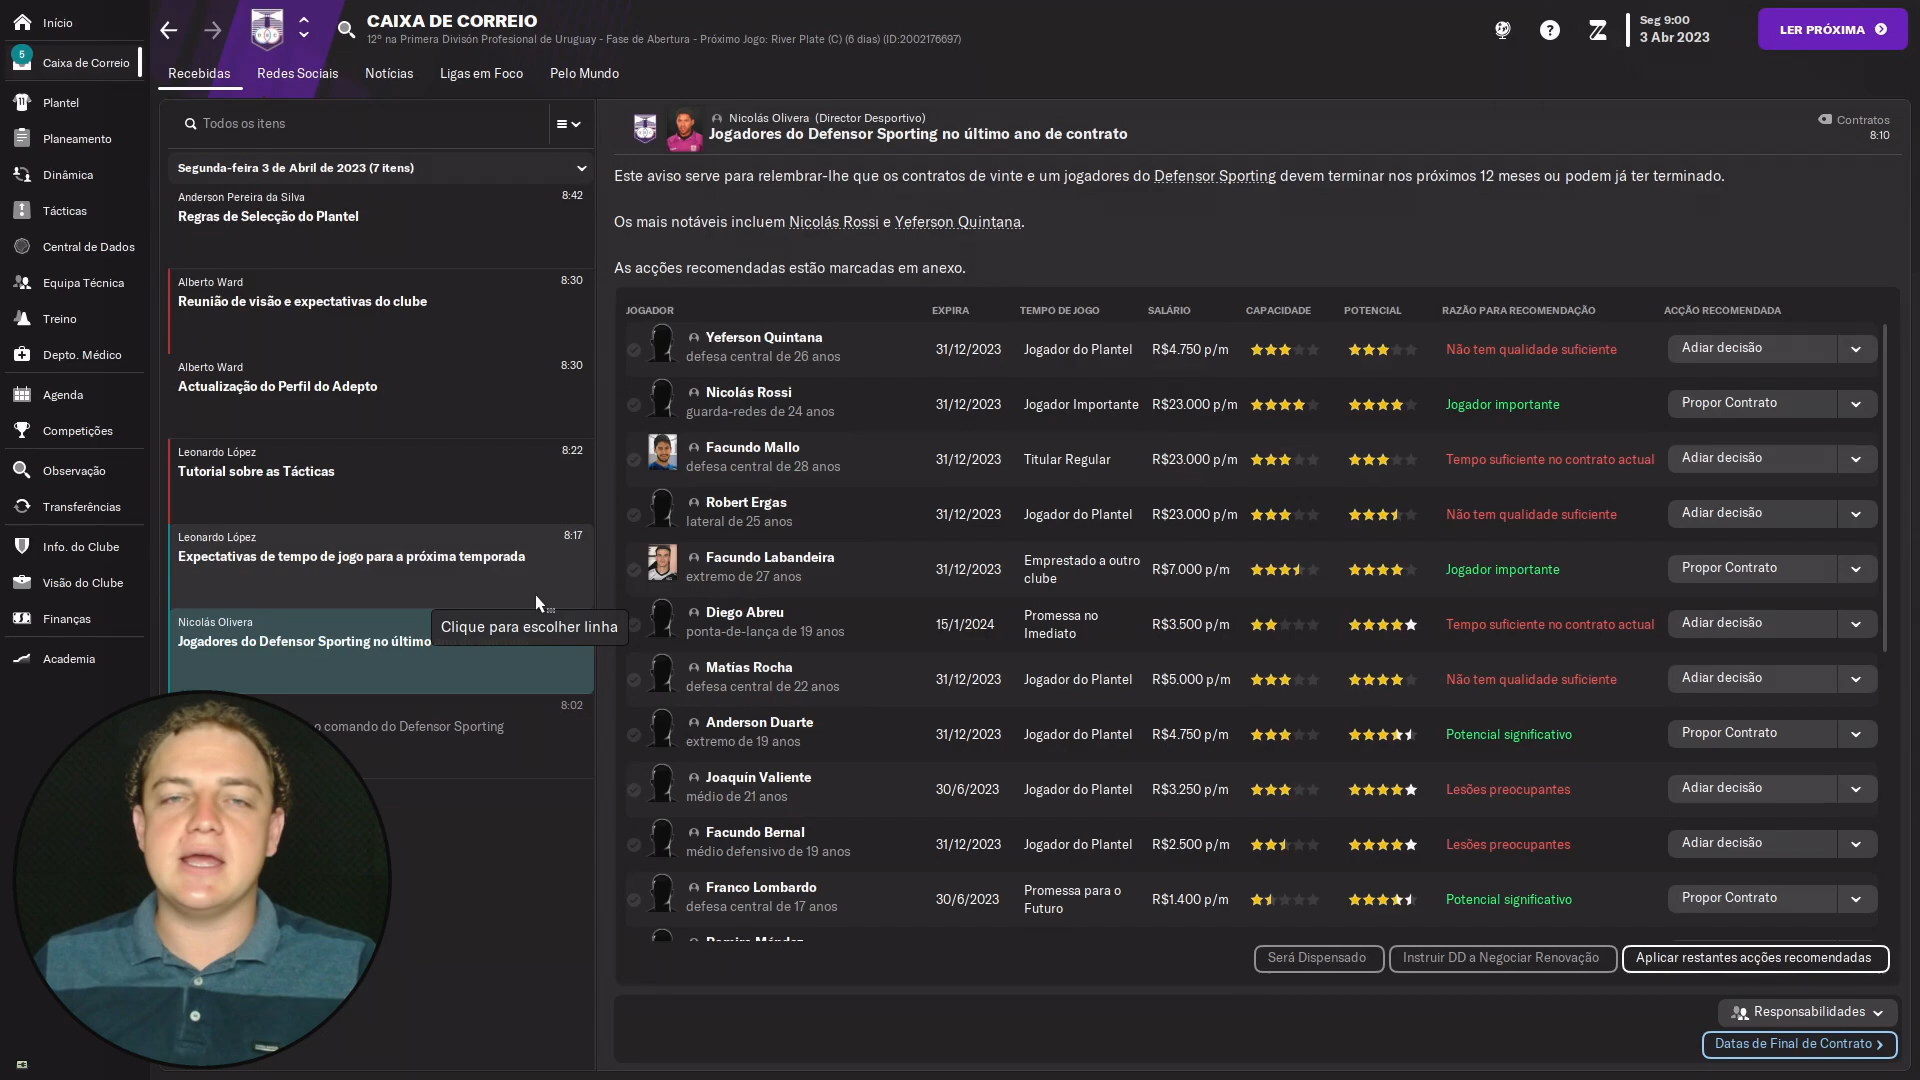 Início
5
Caixa de Correio
Plantel
Planeamento
Dinâmica
Tácticas
Central de Dados
Equipa Técnica
Treino
Depto. Médico
Agenda
Competições
Observação
Transferências
Info. do Clube
Visão do Clube
Finanças
Academia
CAIXA DE CORREIO
12º na Primera Divisón Profesional de Uruguay - Fase de Abertura - Próximo Jogo: River Plate (C) (6 dias) (ID:2002176697)
Seg 9:00
3 Abr 2023
LER PRÓXIMA
Recebidas
Redes Sociais
Notícias
Ligas em Foco
Pelo Mundo
Todos os itens
Segunda-feira 3 de Abril de 2023 (7 itens)
Anderson Pereira da Silva 8:42
Regras de Selecção do Plantel
Alberto Ward 8:30
Reunião de visão e expectativas do clube
Alberto Ward 8:30
Actualização do Perfil do Adepto
Leonardo López 8:22
Tutorial sobre as Tácticas
Leonardo López 8:17
Expectativas de tempo de jogo para a próxima temporada
Nicolás Olivera
Jogadores do Defensor Sporting no último
Clique para escolher linha
8:02
o comando do Defensor Sporting
Nicolás Olivera (Director Desportivo)
Jogadores do Defensor Sporting no último ano de contrato
Contratos
8:10
Este aviso serve para relembrar-lhe que os contratos de vinte e um jogadores do Defensor Sporting devem terminar nos próximos 12 meses ou podem já ter terminado.
Os mais notáveis incluem Nicolás Rossi e Yeferson Quintana.
As acções recomendadas estão marcadas em anexo.
JOGADOR EXPIRA TEMPO DE JOGO SALÁRIO CAPACIDADE POTENCIAL RAZÃO PARA RECOMENDAÇÃO ACÇÃO RECOMENDADA
Yeferson Quintana
defesa central de 26 anos
31/12/2023 Jogador do Plantel R$4.750 p/m Não tem qualidade suficiente Adiar decisão
Nicolás Rossi
guarda-redes de 24 anos
31/12/2023 Jogador Importante R$23.000 p/m Jogador importante Propor Contrato
Facundo Mallo
defesa central de 28 anos
31/12/2023 Titular Regular R$23.000 p/m Tempo suficiente no contrato actual Adiar decisão
Robert Ergas
lateral de 25 anos
31/12/2023 Jogador do Plantel R$23.000 p/m Não tem qualidade suficiente Adiar decisão
Facundo Labandeira
extremo de 27 anos
31/12/2023 Emprestado a outro clube R$7.000 p/m Jogador importante Propor Contrato
Diego Abreu
ponta-de-lança de 19 anos
15/1/2024 Promessa no Imediato R$3.500 p/m Tempo suficiente no contrato actual Adiar decisão
Matías Rocha
defesa central de 22 anos
31/12/2023 Jogador do Plantel R$5.000 p/m Não tem qualidade suficiente Adiar decisão
Anderson Duarte
extremo de 19 anos
31/12/2023 Jogador do Plantel R$4.750 p/m Potencial significativo Propor Contrato
Joaquín Valiente
médio de 21 anos
30/6/2023 Jogador do Plantel R$3.250 p/m Lesões preocupantes Adiar decisão
Facundo Bernal
médio defensivo de 19 anos
31/12/2023 Jogador do Plantel R$2.500 p/m Lesões preocupantes Adiar decisão
Franco Lombardo
defesa central de 17 anos
30/6/2023 Promessa para o Futuro R$1.400 p/m Potencial significativo Propor Contrato
Será Dispensado
Instruir DD a Negociar Renovação
Aplicar restantes acções recomendadas
Responsabilidades
Datas de Final de Contrato